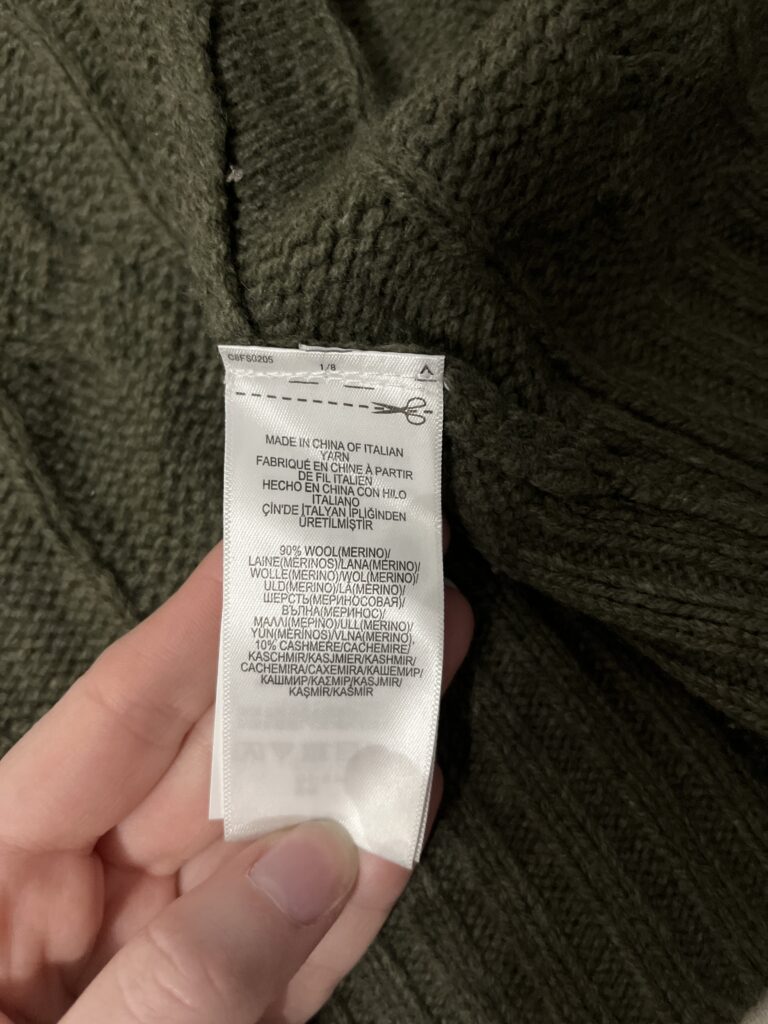 C8FS0205
1/8
MADE IN CHINA OF ITALIAN
YARN
FABRIQUÉ EN CHINE À PARTIR
DE FIL ITALIEN
HECHO EN CHINA CON HILO
ITALIANO
ÇİN'DE İTALYAN İPLİĞİNDEN
ÜRETİLMİŞTİR
90% WOOL(MERINO)/
LAINE(MÉRINOS)/LANA(MERINO)/
WOLLE(MERINO)/WOL(MERINO)/
ULD(MERINO)/LÃ(MERINO)/
ШЕРСТЬ(МЕРИНОСОВАЯ)/
ВЪЛНА(МЕРИНОС)/
ΜΑΛΛΙ(ΜΕΡΙΝΟ)/ULL(MERINO)/
YÜN(MERİNOS)/VLNA(MERINO),
10% CASHMERE/CACHEMIRE/
KASCHMIR/KASJMIER/KASHMIR/
CACHEMIRA/CAXEMIRA/КАШЕМИР/
КАШМИР/ΚΑΣΜΙΡ/KASJMIR/
KAŞMİR/KAŠMÍR